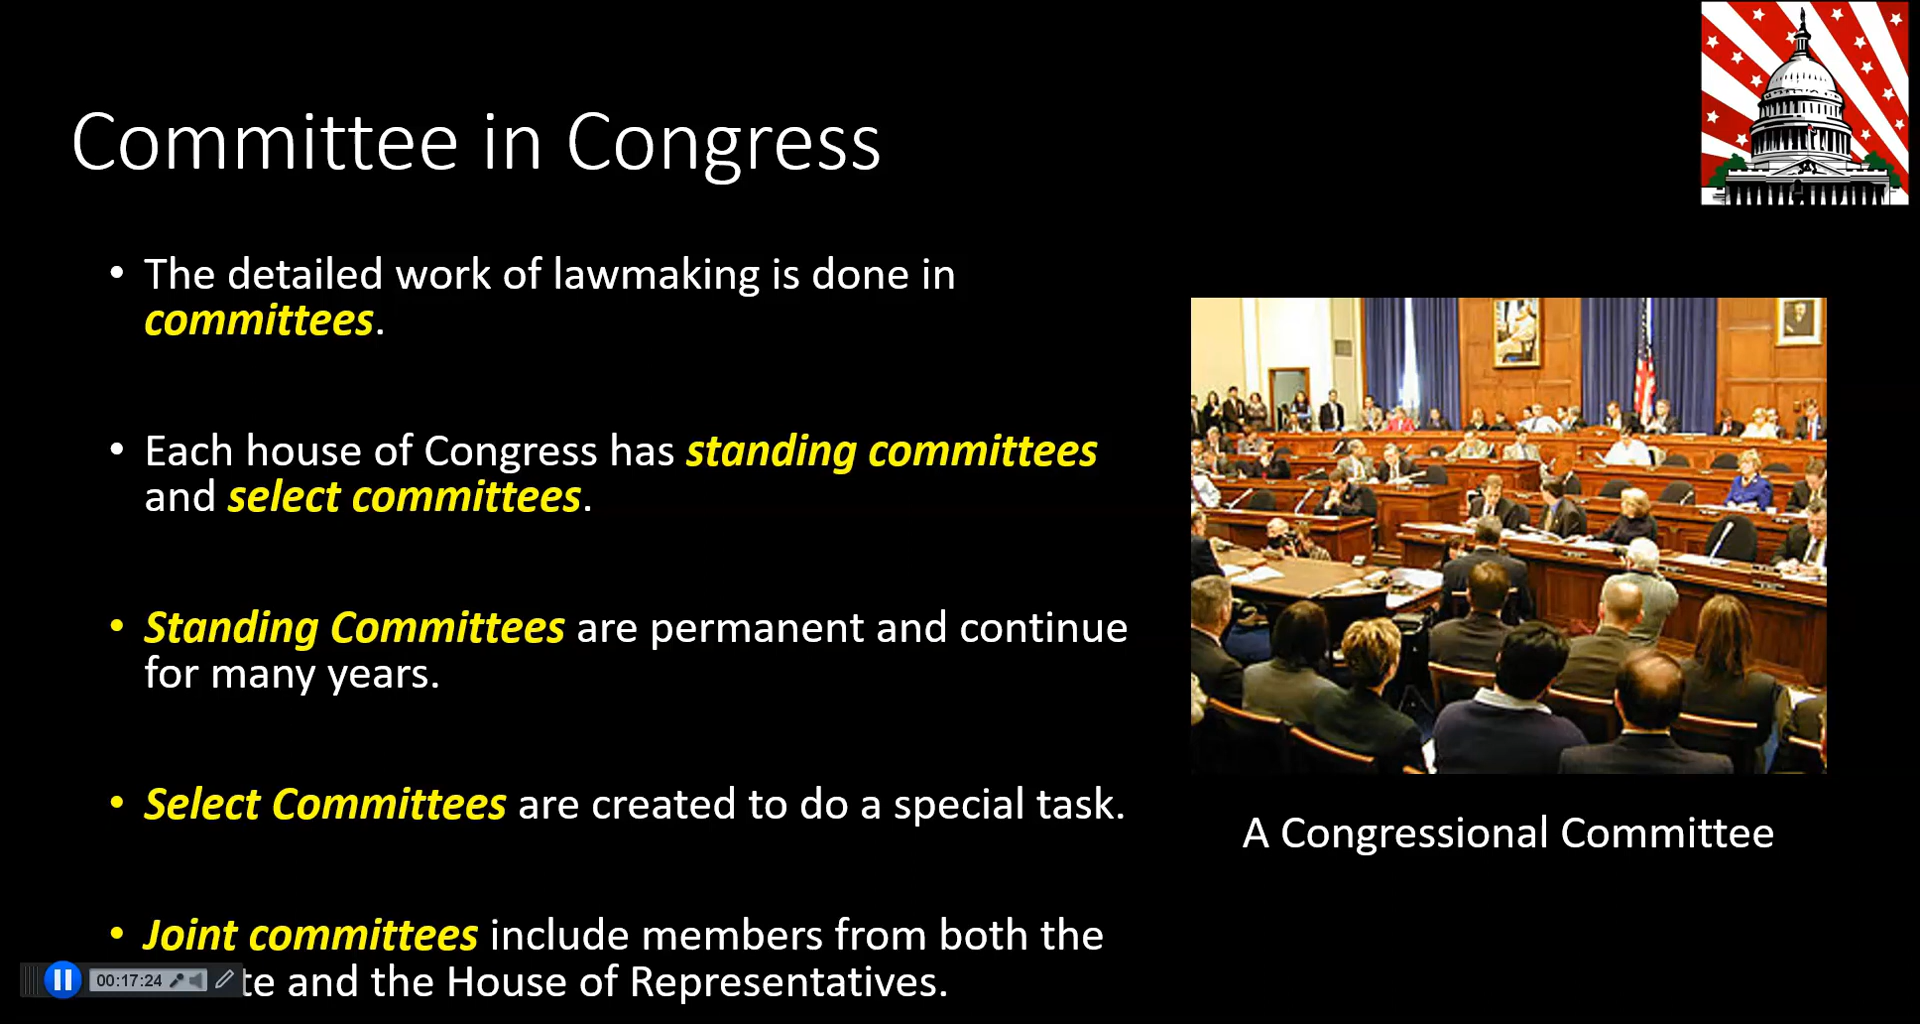 Committee in Congress
• The detailed work of lawmaking is done in
committees.
• Each house of Congress has standing committees
and select committees.
• Standing Committees are permanent and continue
for many years.
• Select Committees are created to do a special task.
• Joint committees include members from both the
te and the House of Representatives.
A Congressional Committee
00:17:24